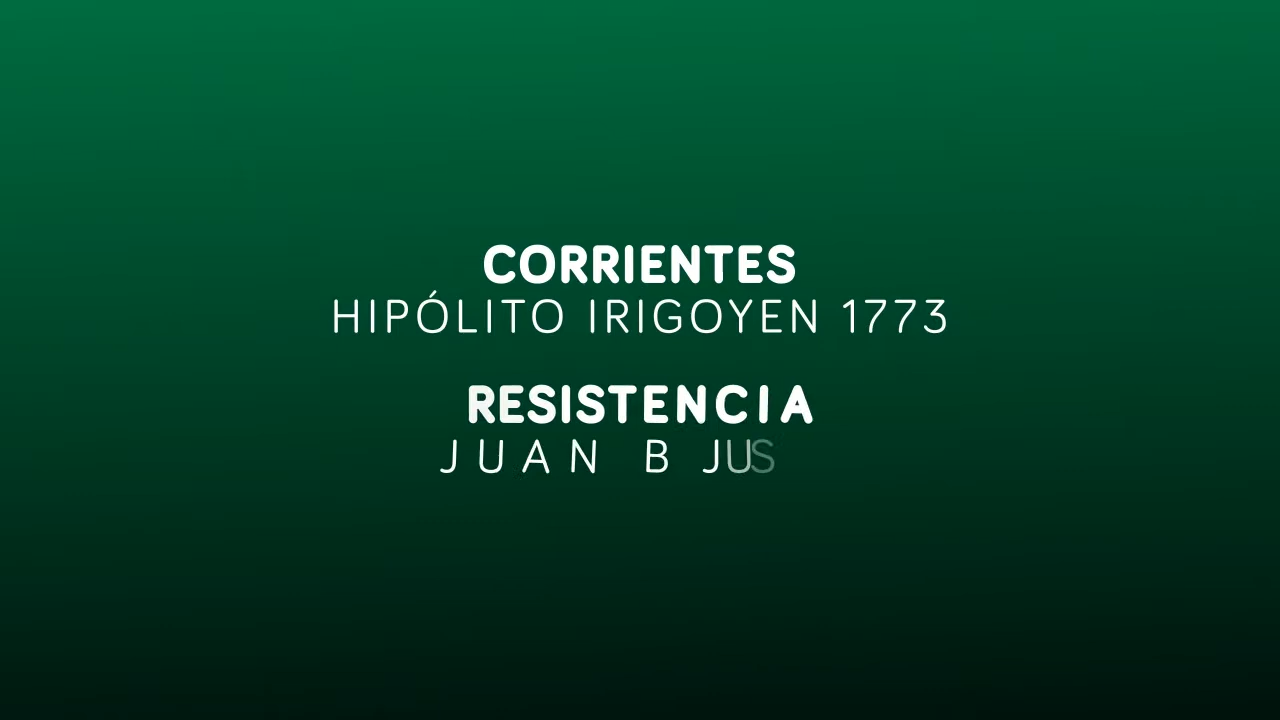 CORRIENTES
HIPÓLITO IRIGOYEN 1773
RESISTENCIA
JUAN B JUS